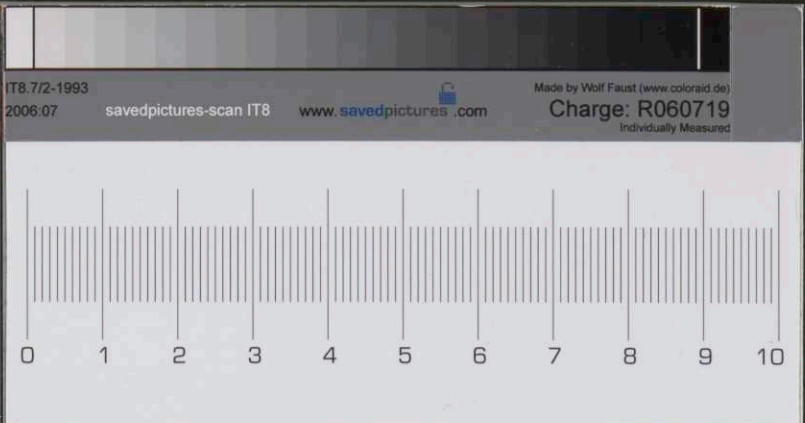 IT8.7/2-1993
2006:07
savedpictures-scan IT8
www.savedpictures.com
Made by Wolf Faust (www.coloraid.de)
Charge: R060719
Individually Measured
0 1 2 3 4 5 6 7 8 9 10